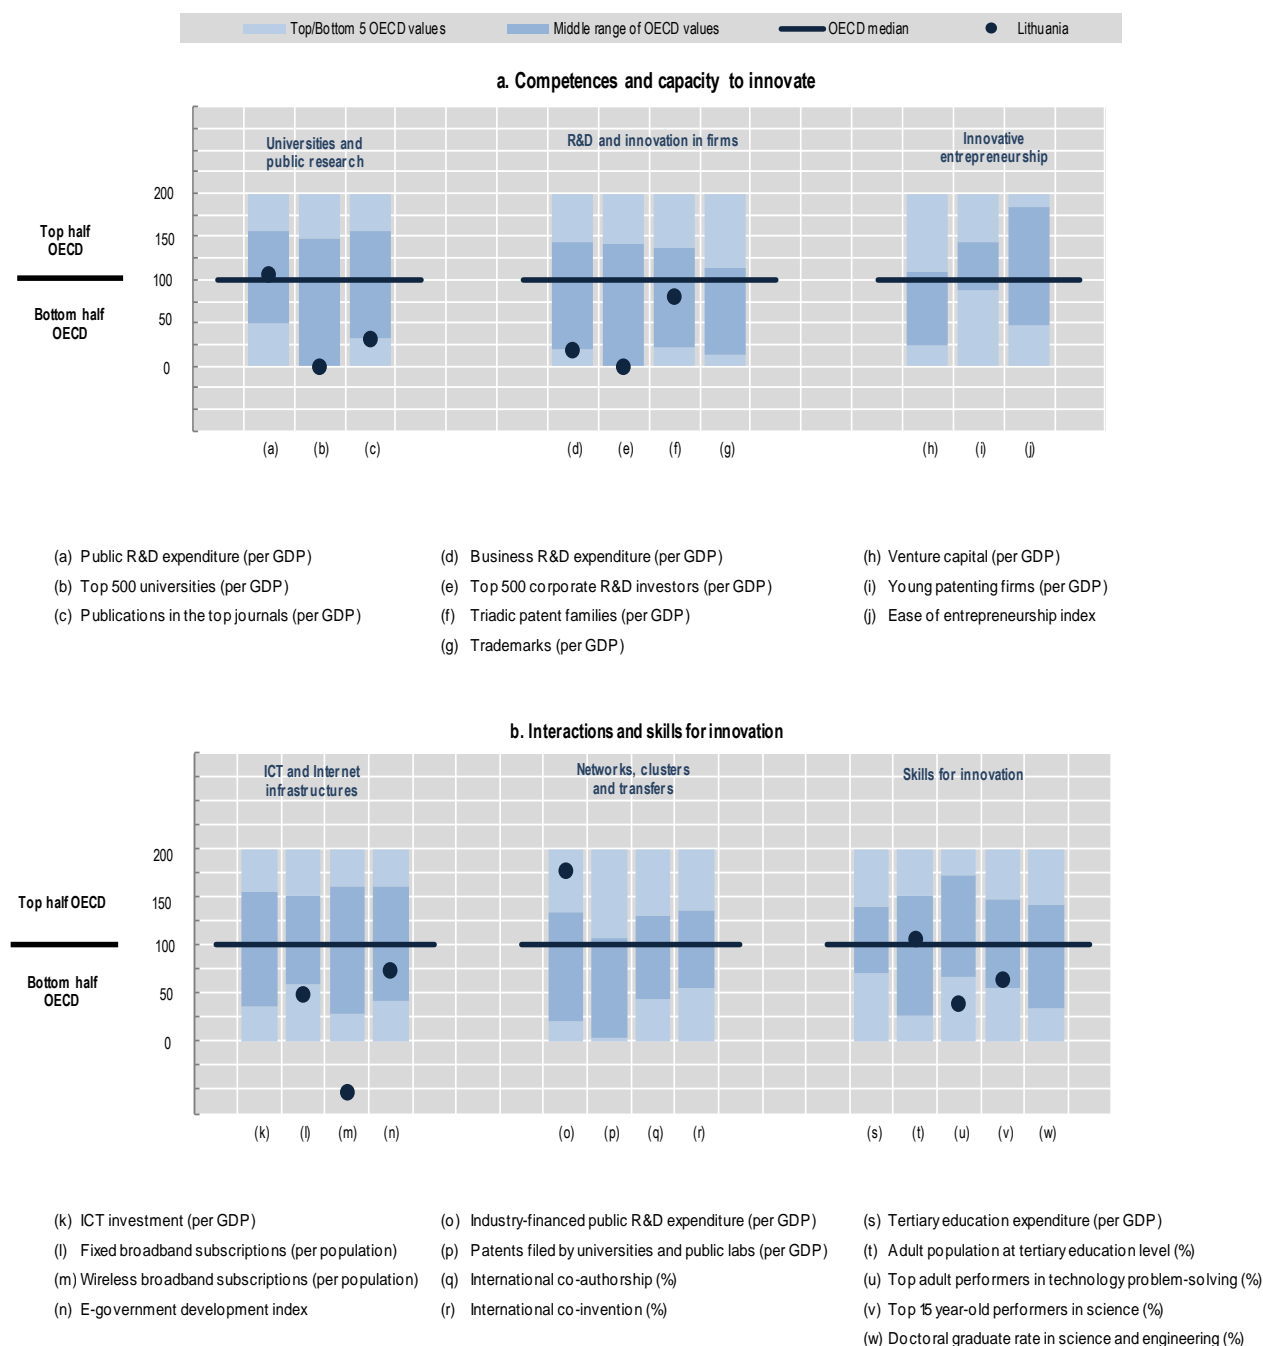 Top/Bottom 5 OECD values Middle range of OECD values OECD median Lithuania
a. Competences and capacity to innovate
Universities and
public research
R&D and innovation in firms
Innovative
entrepreneurship
200
150
100
50
0
Top half
OECD
Bottom half
OECD
(a) (b) (c) (d) (e) (f) (g) (h) (i) (j)
(a) Public R&D expenditure (per GDP)
(b) Top 500 universities (per GDP)
(c) Publications in the top journals (per GDP)
(d) Business R&D expenditure (per GDP)
(e) Top 500 corporate R&D investors (per GDP)
(f) Triadic patent families (per GDP)
(g) Trademarks (per GDP)
(h) Venture capital (per GDP)
(i) Young patenting firms (per GDP)
(j) Ease of entrepreneurship index
b. Interactions and skills for innovation
ICT and Internet
infrastructures
Networks, clusters
and transfers
Skills for innovation
200
150
100
50
0
Top half OECD
Bottom half
OECD
(k) (l) (m) (n) (o) (p) (q) (r) (s) (t) (u) (v) (w)
(k) ICT investment (per GDP)
(l) Fixed broadband subscriptions (per population)
(m) Wireless broadband subscriptions (per population)
(n) E-government development index
(o) Industry-financed public R&D expenditure (per GDP)
(p) Patents filed by universities and public labs (per GDP)
(q) International co-authorship (%)
(r) International co-invention (%)
(s) Tertiary education expenditure (per GDP)
(t) Adult population at tertiary education level (%)
(u) Top adult performers in technology problem-solving (%)
(v) Top 15 year-old performers in science (%)
(w) Doctoral graduate rate in science and engineering (%)